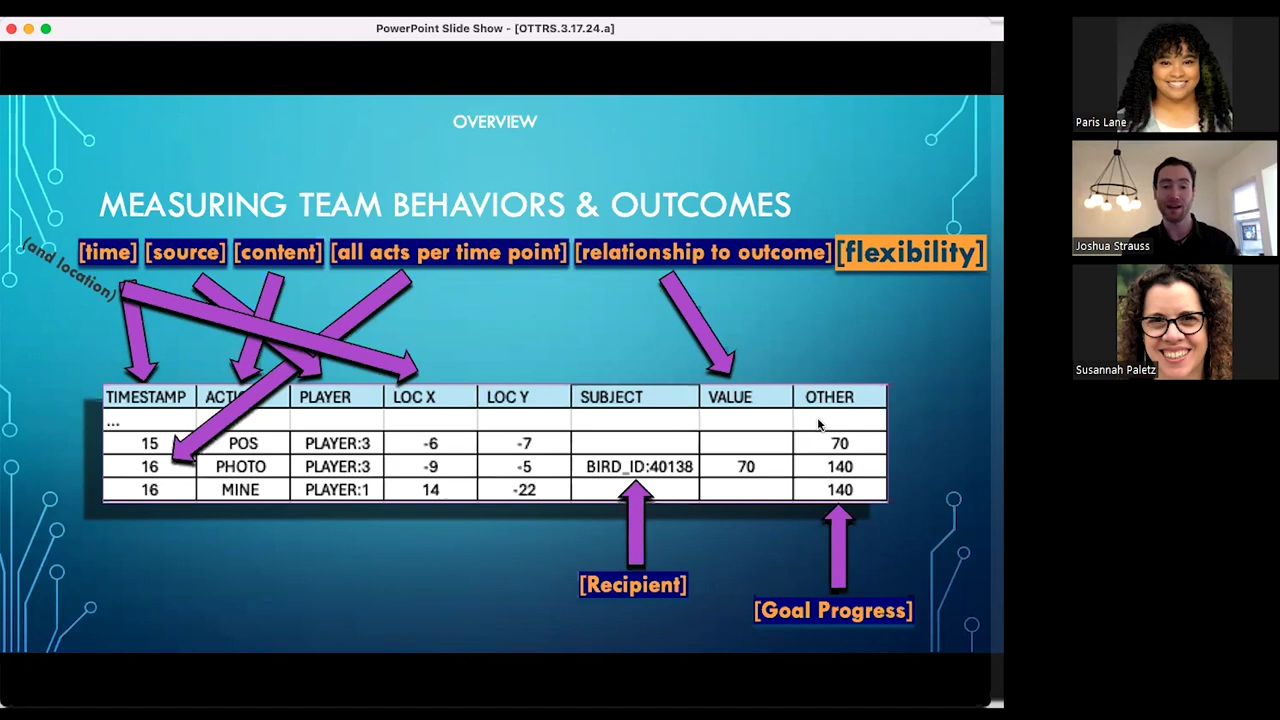 PowerPoint Slide Show - [OTTRS.3.17.24.a]
OVERVIEW
MEASURING TEAM BEHAVIORS & OUTCOMES
(and location)
[time] [source] [content] [all acts per time point] [relationship to outcome] [flexibility]
TIMESTAMP PLAYER LOC X LOC Y SUBJECT VALUE OTHER
...
15 POS PLAYER:3 -6 -7 70
16 PHOTO PLAYER:3 -9 -5 BIRD_ID:40138 70 140
16 MINE PLAYER:1 14 -22 140
[Recipient]
[Goal Progress]
Paris Lane
Joshua Strauss
Susannah Paletz